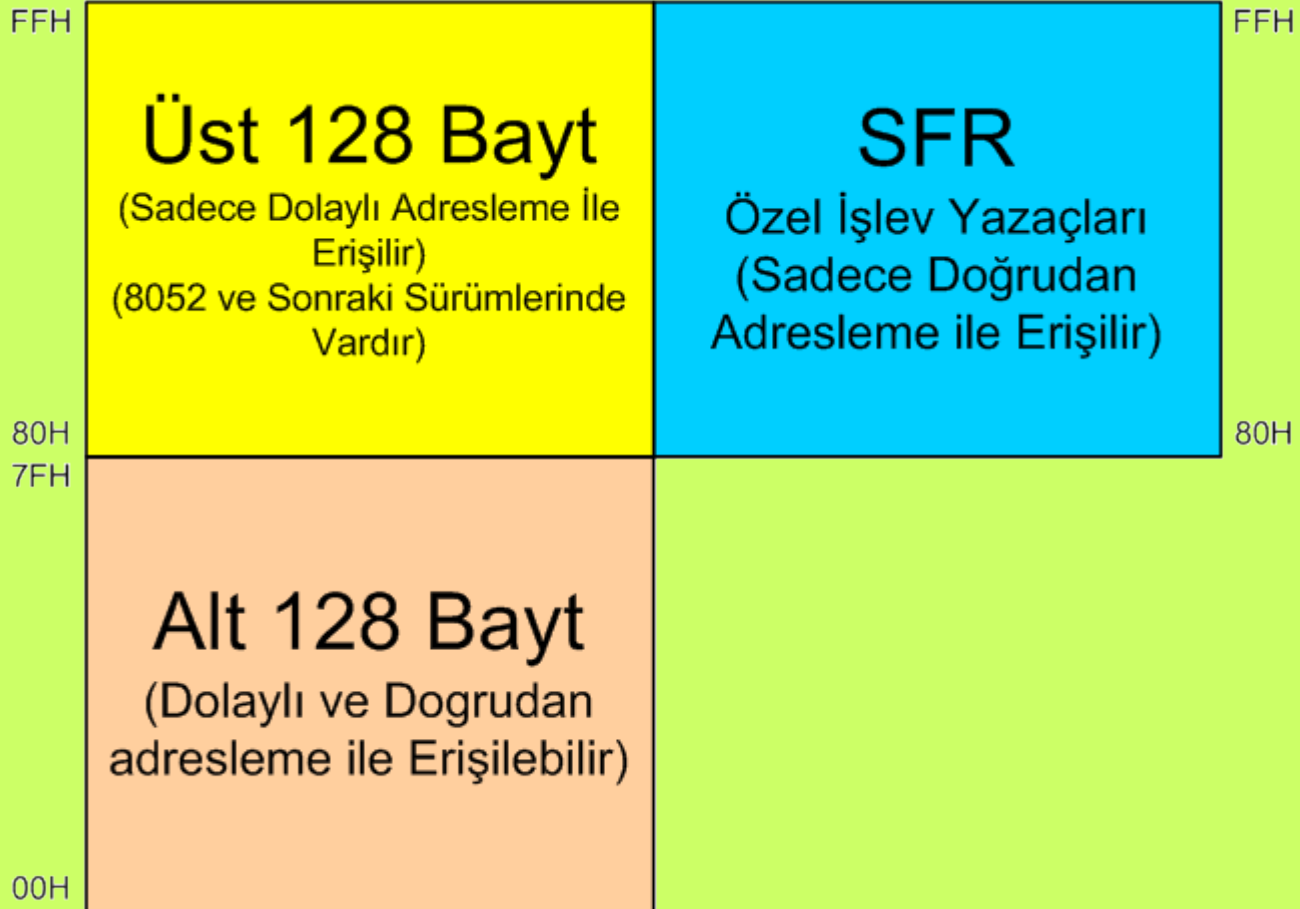 FFH
FFH
Üst 128 Bayt
(Sadece Dolaylı Adresleme İle
Erişilir)
(8052 ve Sonraki Sürümlerinde
Vardır)
SFR
Özel İşlev Yazaçları
(Sadece Doğrudan
Adresleme ile Erişilir)
80H
80H
7FH
Alt 128 Bayt
(Dolaylı ve Dogrudan
adresleme ile Erişilebilir)
00H